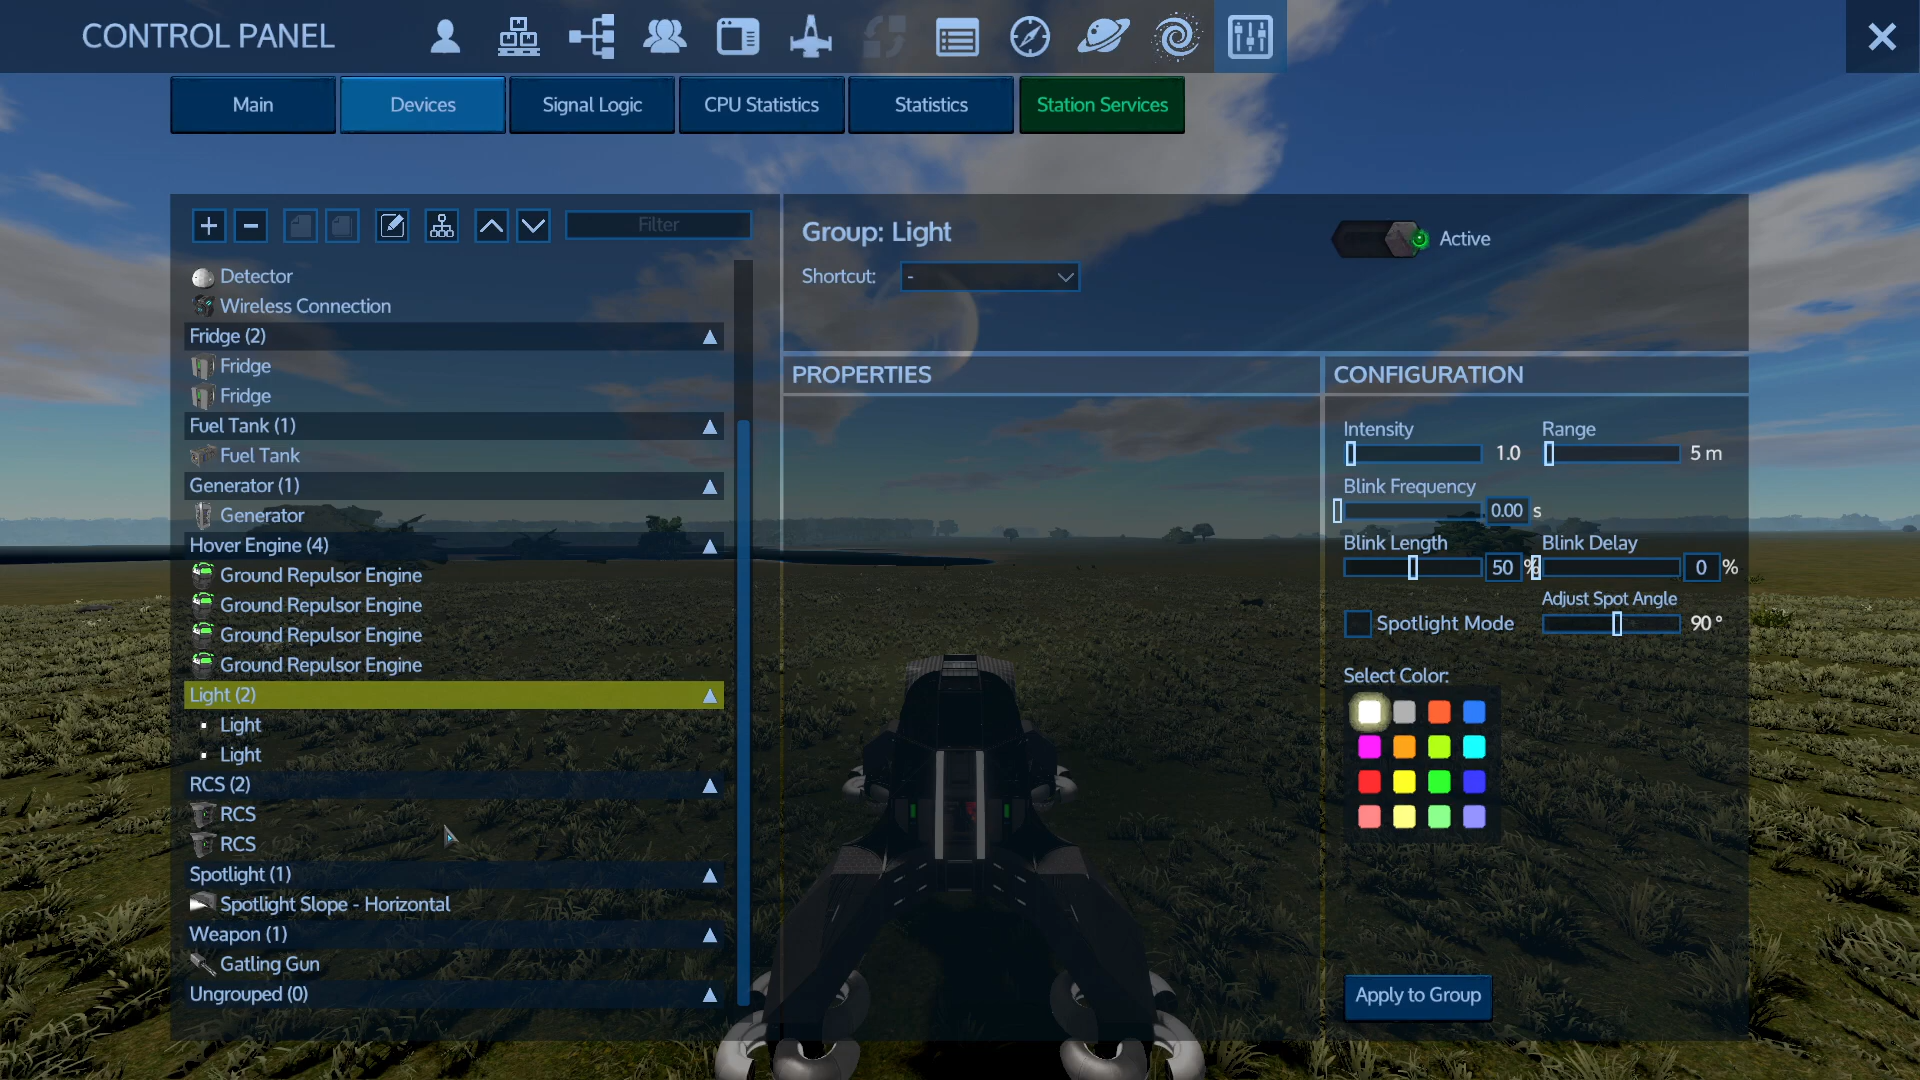 CONTROL PANEL
Main
Devices
Signal Logic
CPU Statistics
Statistics
Station Services
Filter
Detector
Wireless Connection
Fridge (2)
Fridge
Fridge
Fuel Tank (1)
Fuel Tank
Generator (1)
Generator
Hover Engine (4)
Ground Repulsor Engine
Ground Repulsor Engine
Ground Repulsor Engine
Ground Repulsor Engine
Light (2)
Light
Light
RCS (2)
RCS
RCS
Spotlight (1)
Spotlight Slope - Horizontal
Weapon (1)
Gatling Gun
Ungrouped (0)
Group: Light
Active
Shortcut: -
PROPERTIES
CONFIGURATION
Intensity
Range
1.0
5 m
Blink Frequency
0.00 s
Blink Length
Blink Delay
50 %
0 %
Adjust Spot Angle
Spotlight Mode
90 °
Select Color:
Apply to Group